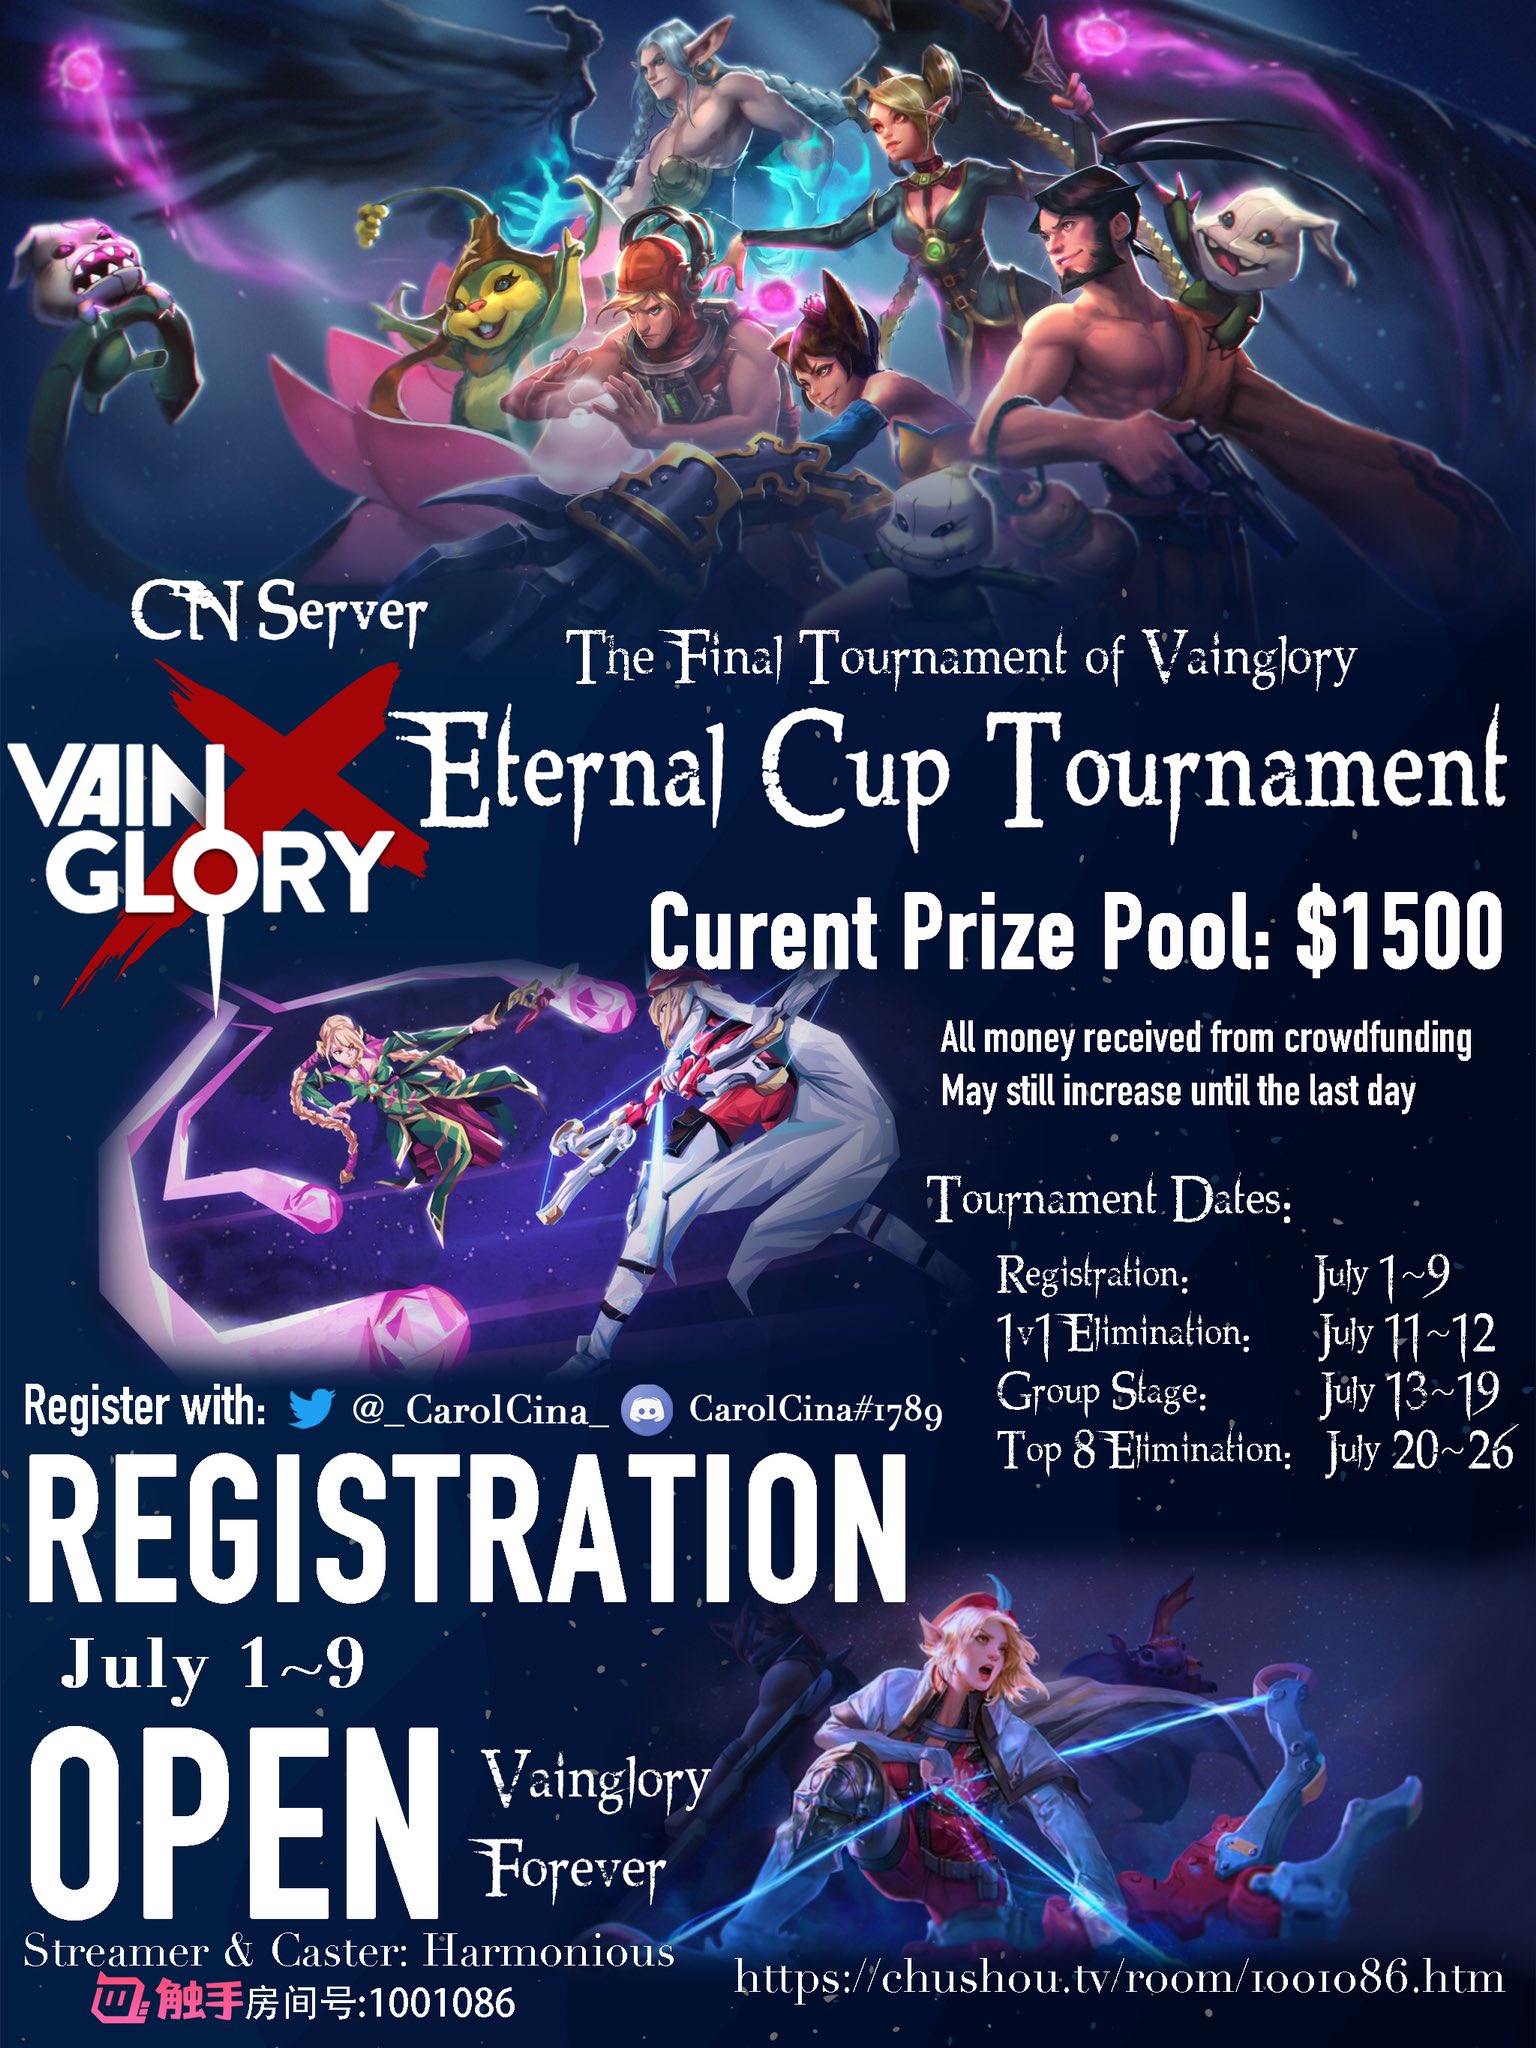 CN Server
The Final Tournament of Vainglory
VAIN
GLORY
Eternal Cup Tournament
Curent Prize Pool: $1500
All money received from crowdfunding
May still increase until the last day
Tournament Dates:
Registration: July 1~9
1v1 Elimination: July 11~12
Group Stage: July 13~19
Top 8 Elimination: July 20~26
Register with: @_CarolCina_ CarolCina#1789
REGISTRATION
July 1~9
OPEN
Vainglory
Forever
Streamer & Caster: Harmonious
触手房间号:1001086
https://chushou.tv/room/1001086.htm